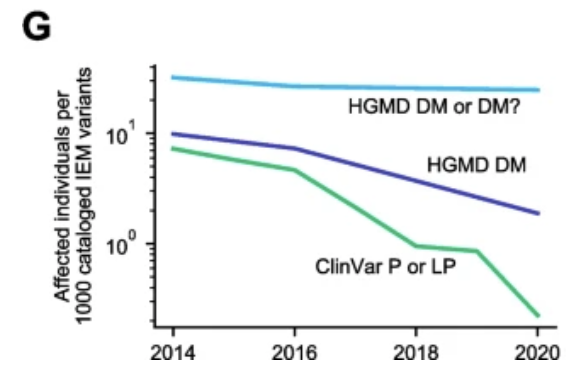 G
Affected individuals per
1000 cataloged IEM variants
10^1
10^0
HGMD DM or DM?
HGMD DM
ClinVar P or LP
2014 2016 2018 2020